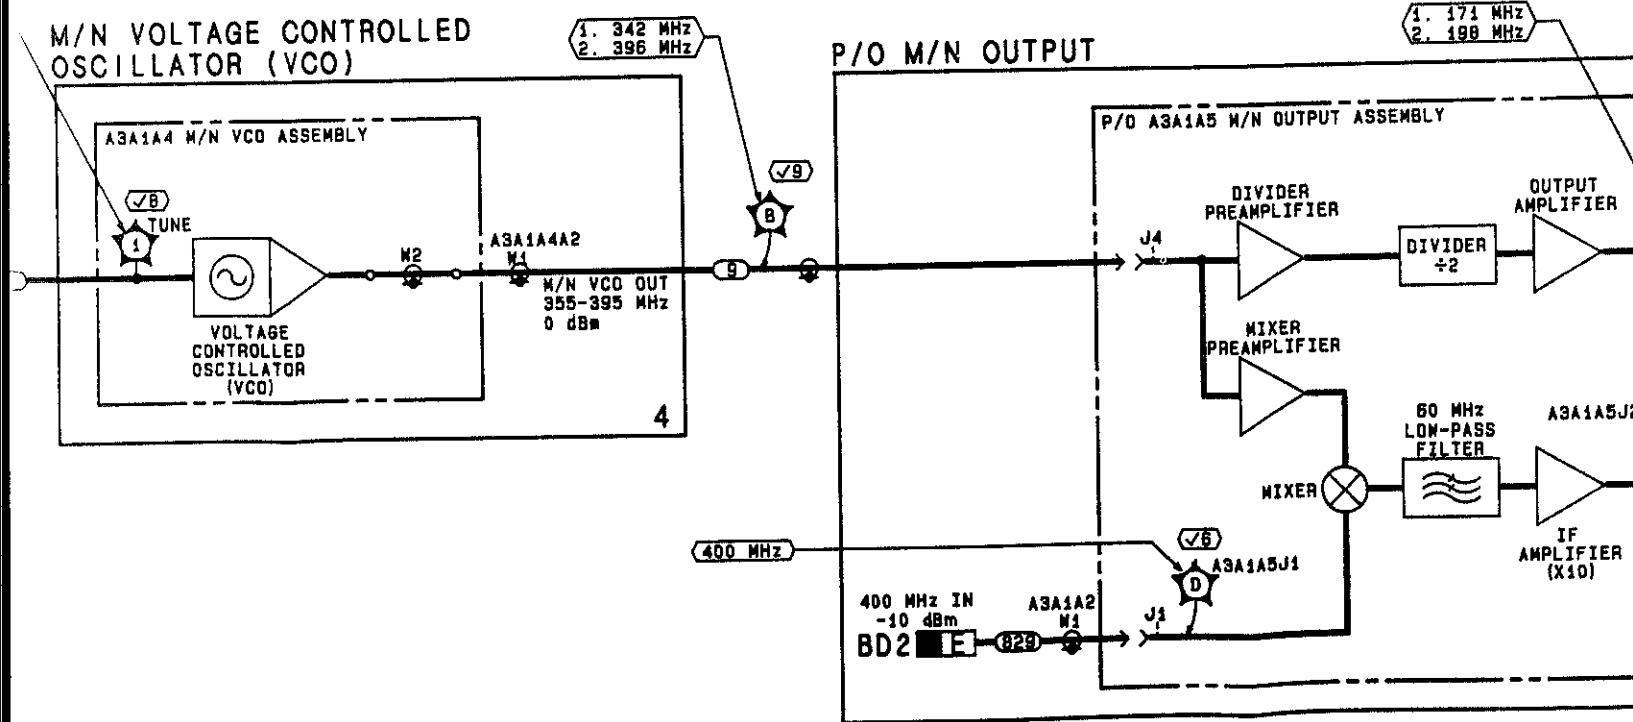 M/N VOLTAGE CONTROLLED
OSCILLATOR (VCO)
1. 342 MHz
2. 396 MHz
P/O M/N OUTPUT
1. 171 MHz
2. 198 MHz
A3A1A4 M/N VCO ASSEMBLY
P/O A3A1A5 M/N OUTPUT ASSEMBLY
√8
1
TUNE
√9
B
W2
A3A1A4A2
W1
M/N VCO OUT
355-395 MHz
0 dBm
9
VOLTAGE
CONTROLLED
OSCILLATOR
(VCO)
4
J4
DIVIDER
PREAMPLIFIER
DIVIDER
÷2
OUTPUT
AMPLIFIER
MIXER
PREAMPLIFIER
MIXER
60 MHz
LOW-PASS
FILTER
A3A1A5J2
IF
AMPLIFIER
(X10)
400 MHz
√6
D
A3A1A5J1
400 MHz IN
-10 dBm
BD2
E
829
A3A1A2
W1
J1